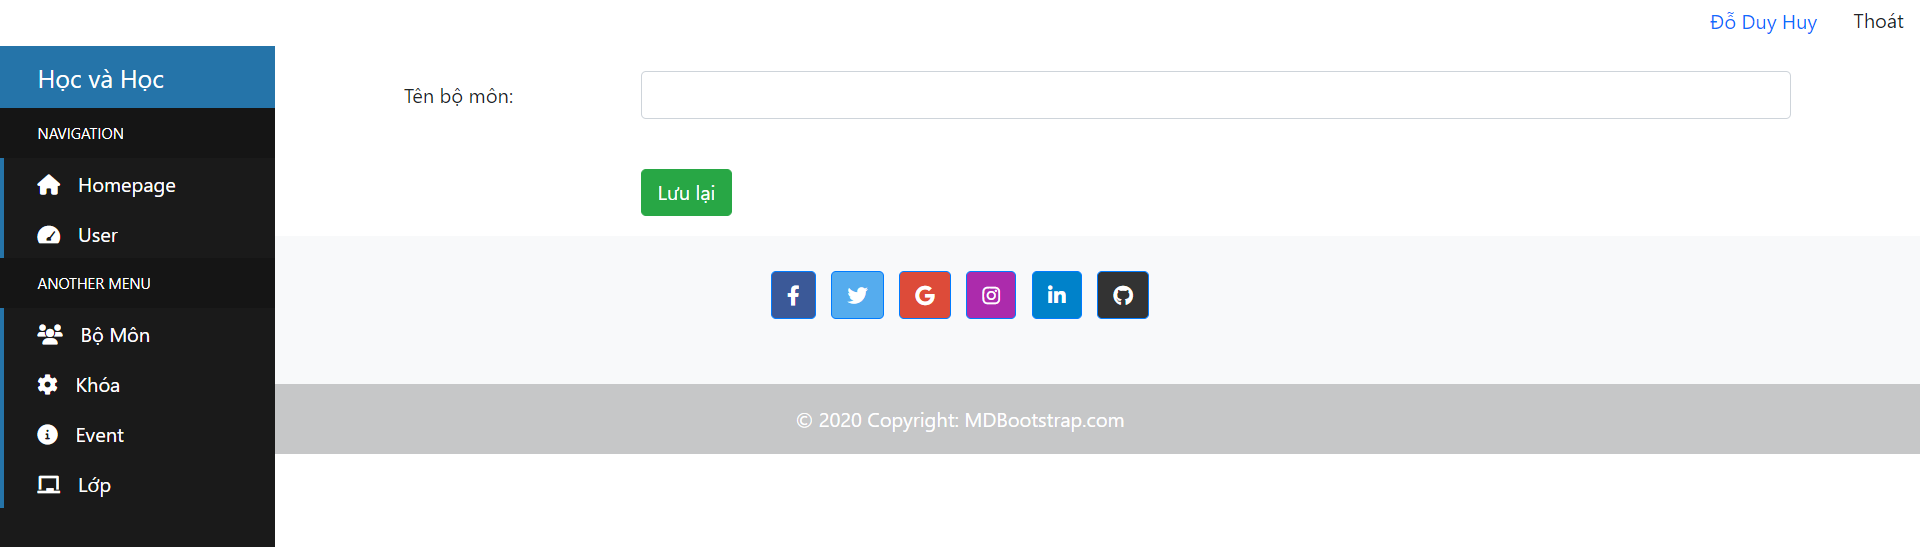 Đỗ Duy Huy Thoát
Học và Học
NAVIGATION
Homepage
User
ANOTHER MENU
Bộ Môn
Khóa
Event
Lớp
Tên bộ môn:
Lưu lại
© 2020 Copyright: MDBootstrap.com